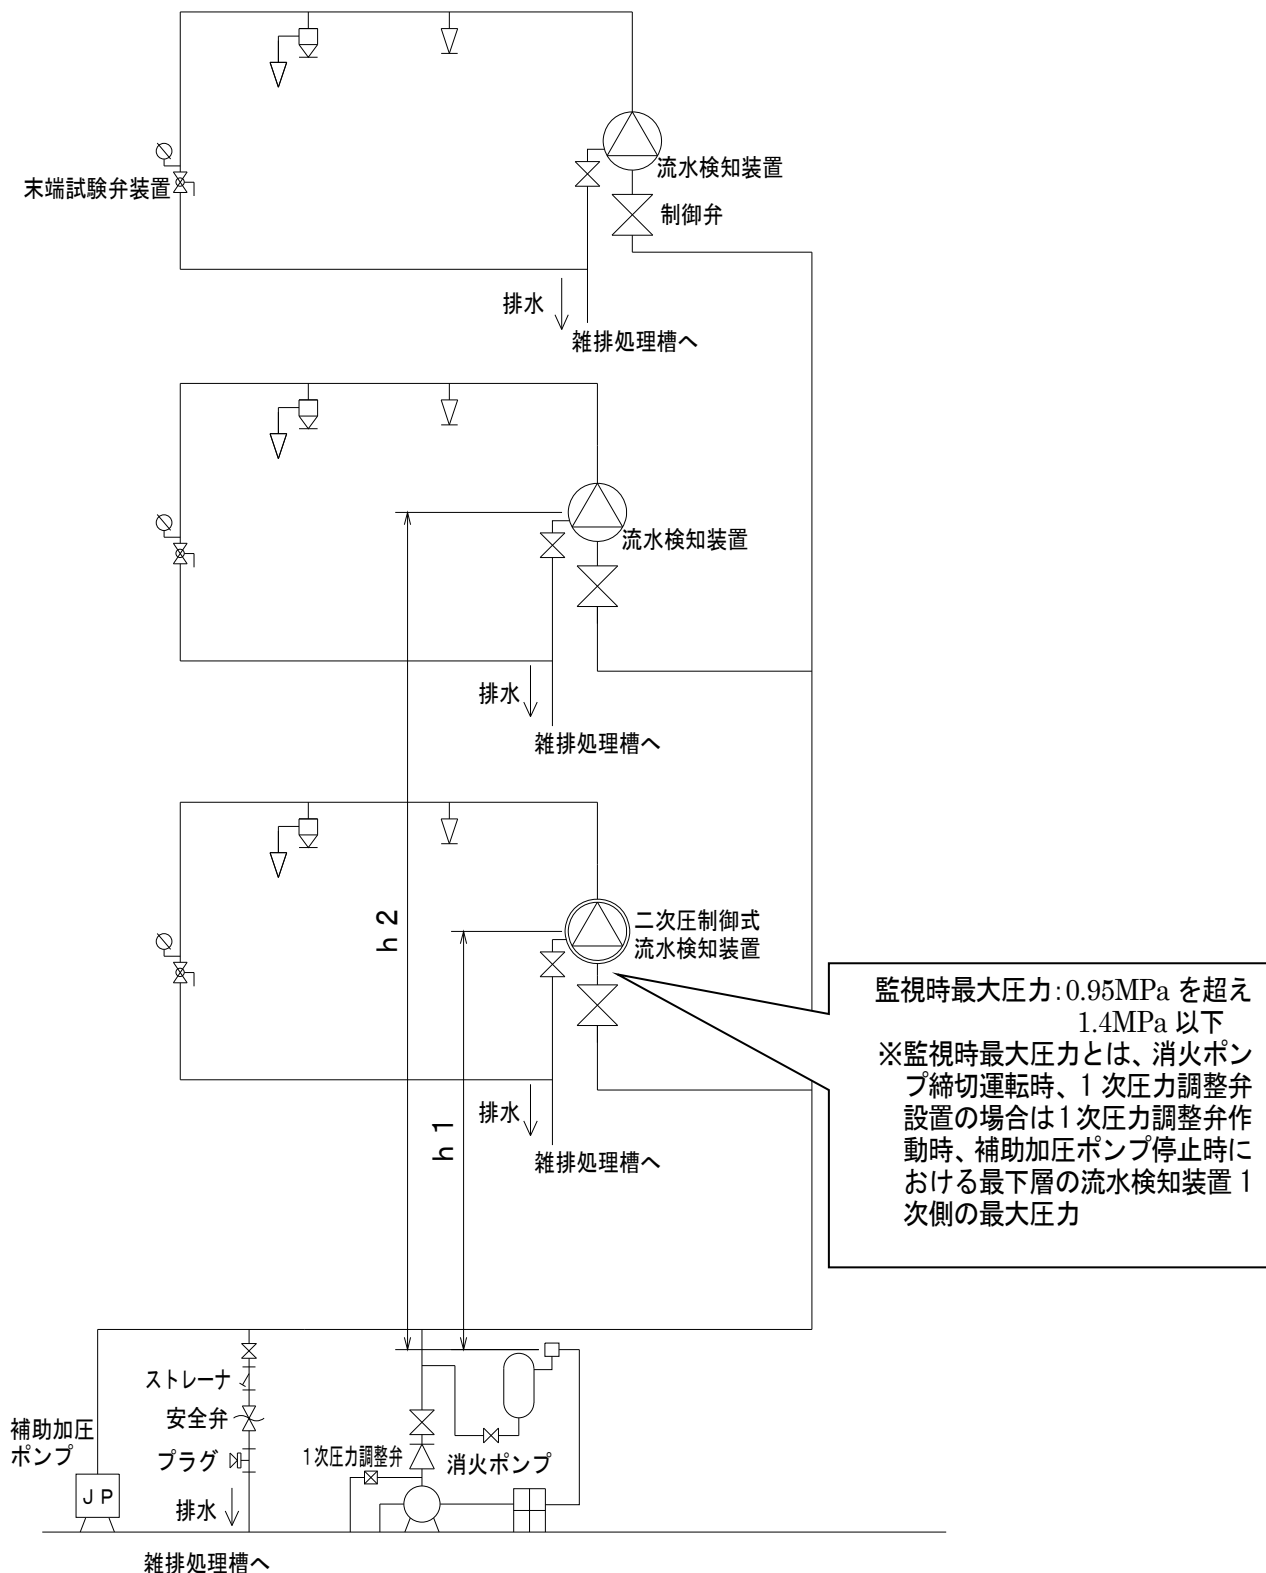 末端試験弁装置
流水検知装置
制御弁
排水
雑排処理槽へ
流水検知装置
排水
雑排処理槽へ
h2
二次圧制御式
流水検知装置
h1
排水
雑排処理槽へ
監視時最大圧力:0.95MPa を超え
1.4MPa 以下
※監視時最大圧力とは、消火ポン
プ締切運転時、1 次圧力調整弁
設置の場合は1次圧力調整弁作
動時、補助加圧ポンプ停止時に
おける最下層の流水検知装置 1
次側の最大圧力
ストレーナ
安全弁
補助加圧
ポンプ
プラグ
1次圧力調整弁
消火ポンプ
JP
排水
雑排処理槽へ